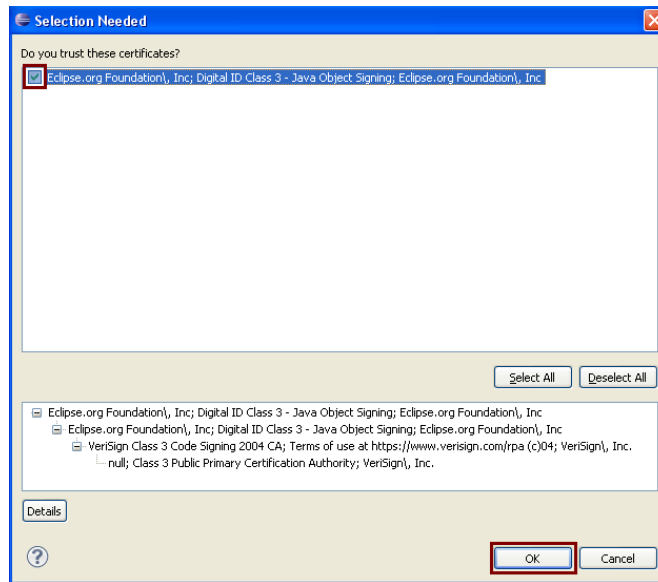 Selection Needed
Do you trust these certificates?
Eclipse.org Foundation\, Inc; Digital ID Class 3 - Java Object Signing; Eclipse.org Foundation\, Inc
Select All Deselect All
Eclipse.org Foundation\, Inc; Digital ID Class 3 - Java Object Signing; Eclipse.org Foundation\, Inc
Eclipse.org Foundation\, Inc; Digital ID Class 3 - Java Object Signing; Eclipse.org Foundation\, Inc
VeriSign Class 3 Code Signing 2004 CA; Terms of use at https://www.verisign.com/rpa (c)04; VeriSign\, Inc.
null; Class 3 Public Primary Certification Authority; VeriSign\, Inc.
Details
? OK Cancel